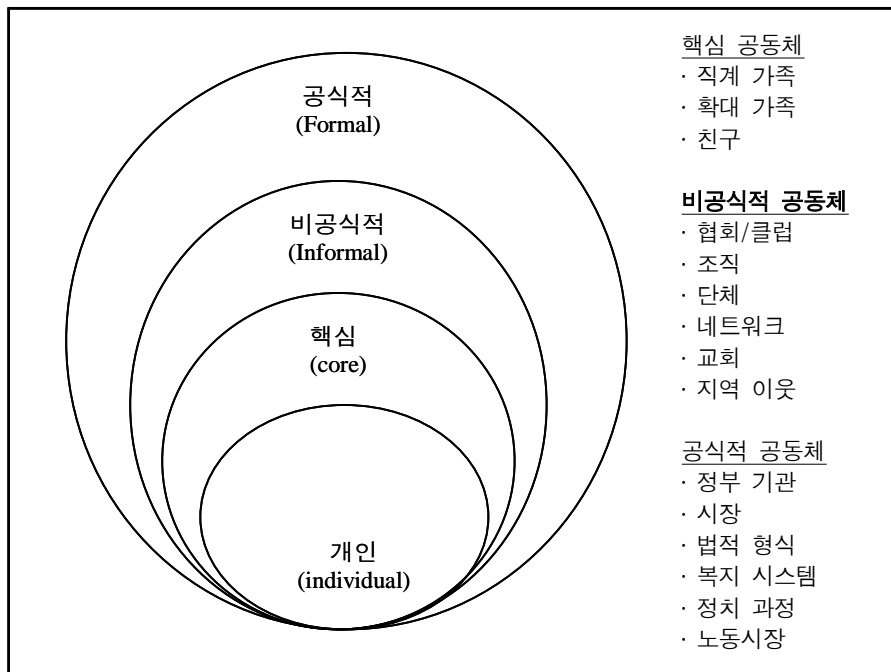 공식적
(Formal)
비공식적
(Informal)
핵심
(core)
개인
(individual)
핵심 공동체
· 직계 가족
· 확대 가족
· 친구
비공식적 공동체
· 협회/클럽
· 조직
· 단체
· 네트워크
· 교회
· 지역 이웃
공식적 공동체
· 정부 기관
· 시장
· 법적 형식
· 복지 시스템
· 정치 과정
· 노동시장